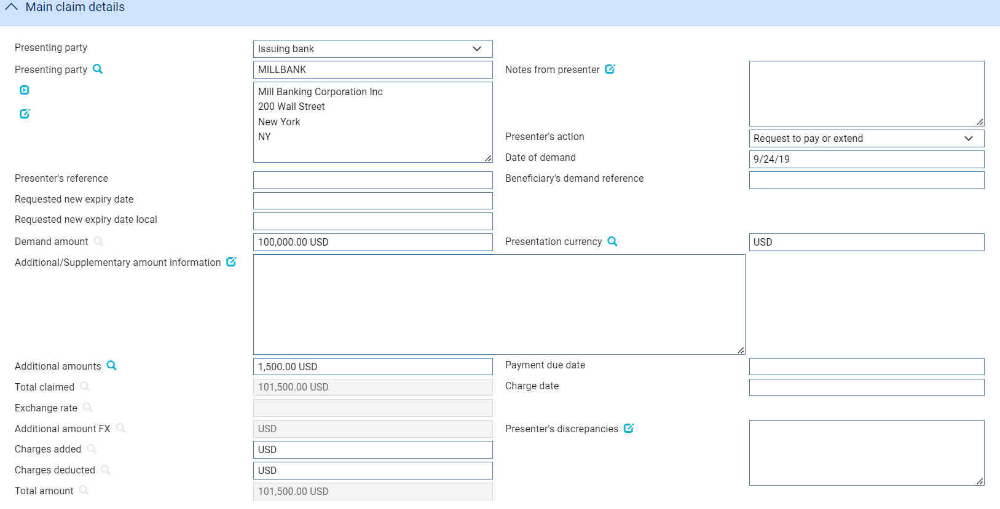 Main claim details
Presenting party
Issuing bank
Presenting party
MILLBANK
Notes from presenter
Mill Banking Corporation Inc
200 Wall Street
New York
NY
Presenter's action
Request to pay or extend
Date of demand
9/24/19
Presenter's reference
Beneficiary's demand reference
Requested new expiry date
Requested new expiry date local
Demand amount
100,000.00 USD
Presentation currency
USD
Additional/Supplementary amount information
Additional amounts
1,500.00 USD
Payment due date
Total claimed
101,500.00 USD
Charge date
Exchange rate
Additional amount FX
USD
Presenter's discrepancies
Charges added
USD
Charges deducted
USD
Total amount
101,500.00 USD